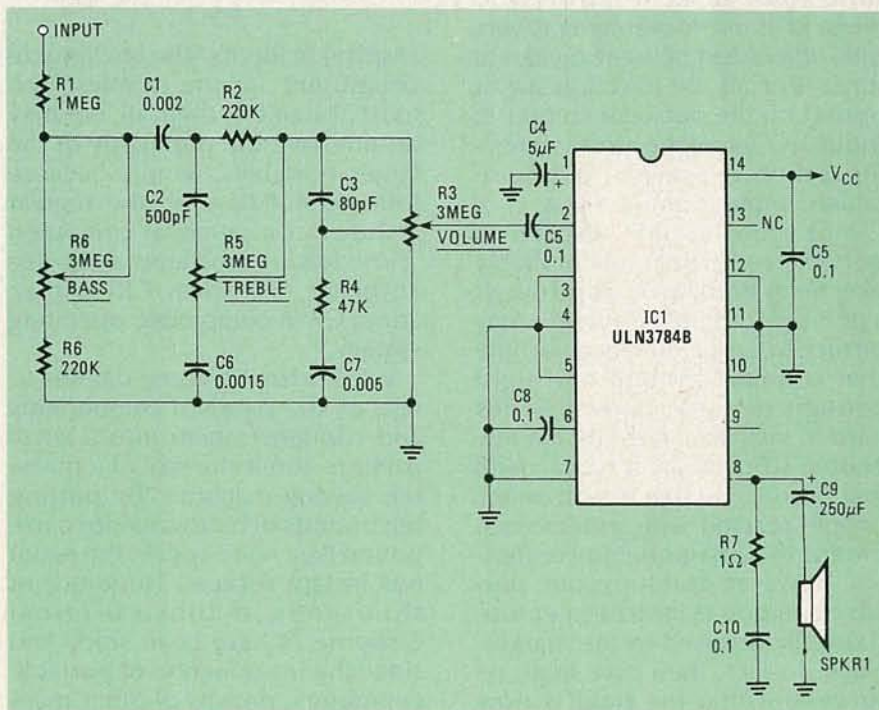 INPUT
R1
1MEG
C1
0.002
R2
220K
C2
500pF
C3
80pF
R3
3MEG
VOLUME
R6
3MEG
BASS
R5
3MEG
TREBLE
R4
47K
R6
220K
C6
0.0015
C7
0.005
C4
5µF
+
C5
0.1
C8
0.1
1
2
3
4
5
6
7
IC1
ULN3784B
14
13
12
11
10
9
8
VCC
NC
C5
0.1
+
C9
250µF
R7
1Ω
C10
0.1
SPKR1